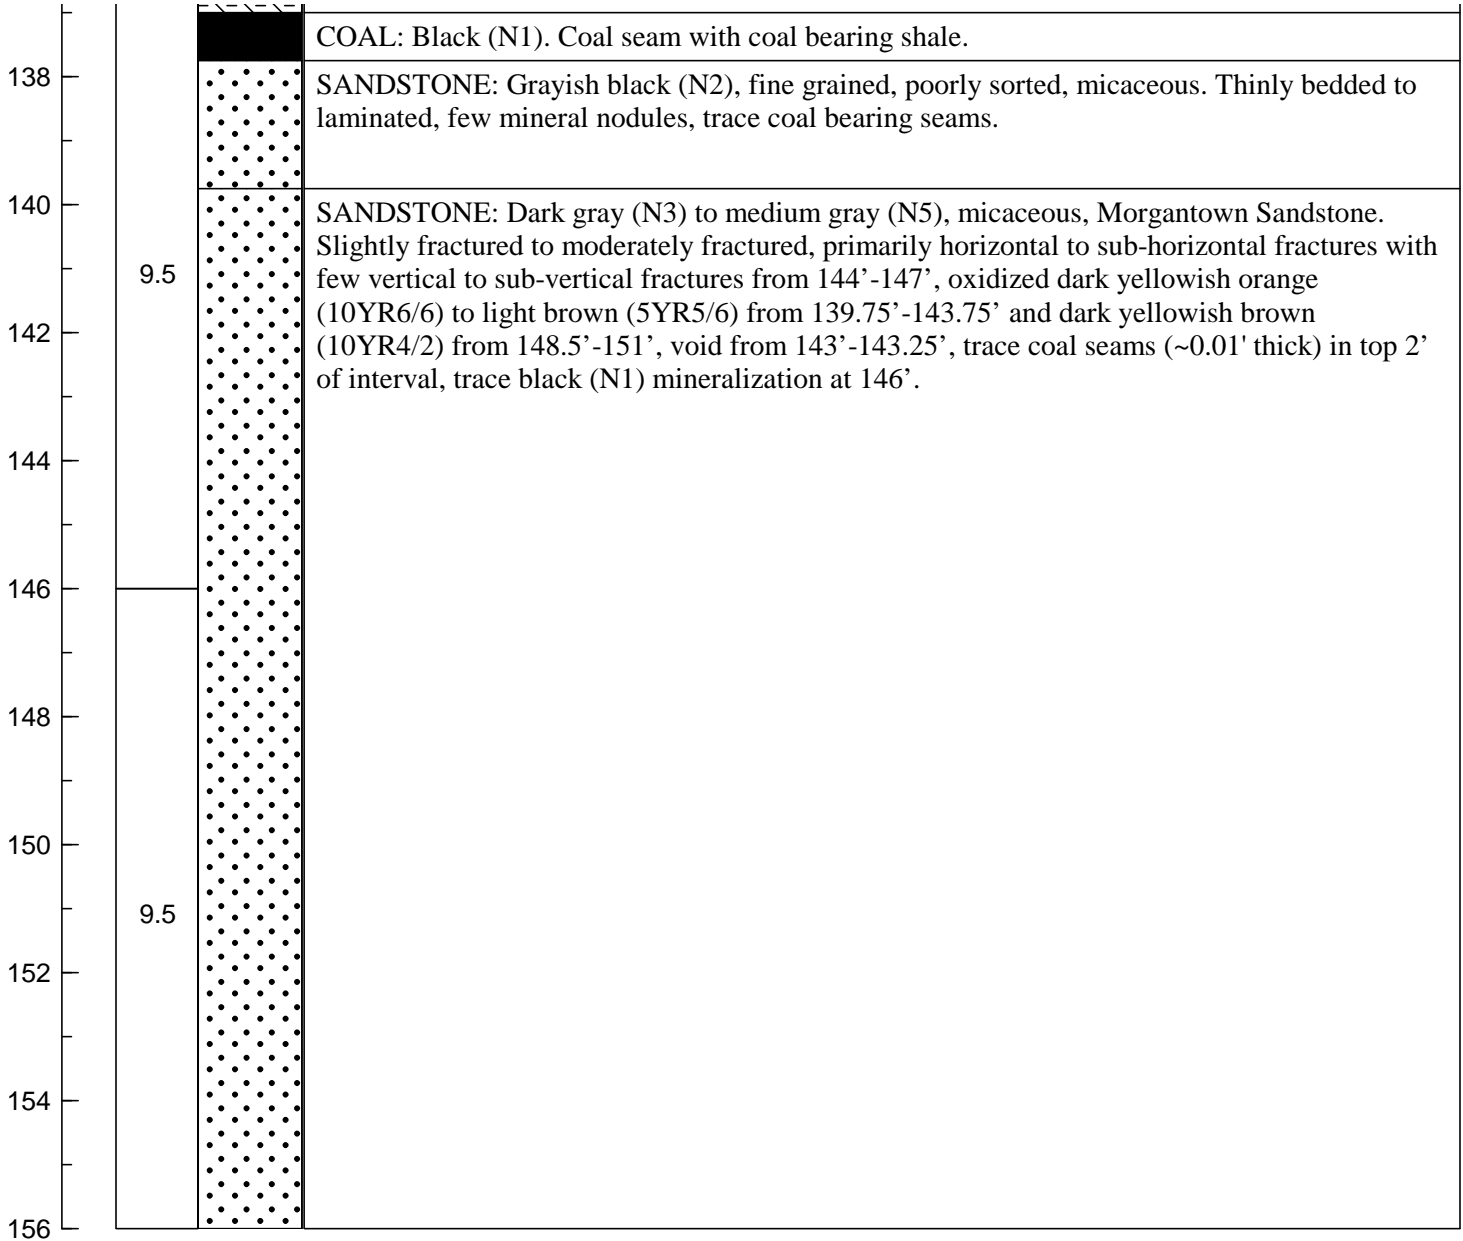 COAL: Black (N1). Coal seam with coal bearing shale.
138
SANDSTONE: Grayish black (N2), fine grained, poorly sorted, micaceous. Thinly bedded to
laminated, few mineral nodules, trace coal bearing seams.
140
SANDSTONE: Dark gray (N3) to medium gray (N5), micaceous, Morgantown Sandstone.
Slightly fractured to moderately fractured, primarily horizontal to sub-horizontal fractures with
9.5
few vertical to sub-vertical fractures from 144’-147’, oxidized dark yellowish orange
(10YR6/6) to light brown (5YR5/6) from 139.75’-143.75’ and dark yellowish brown
142
(10YR4/2) from 148.5’-151’, void from 143’-143.25’, trace coal seams (~0.01' thick) in top 2’
of interval, trace black (N1) mineralization at 146’.
144
146
148
150
9.5
152
154
156